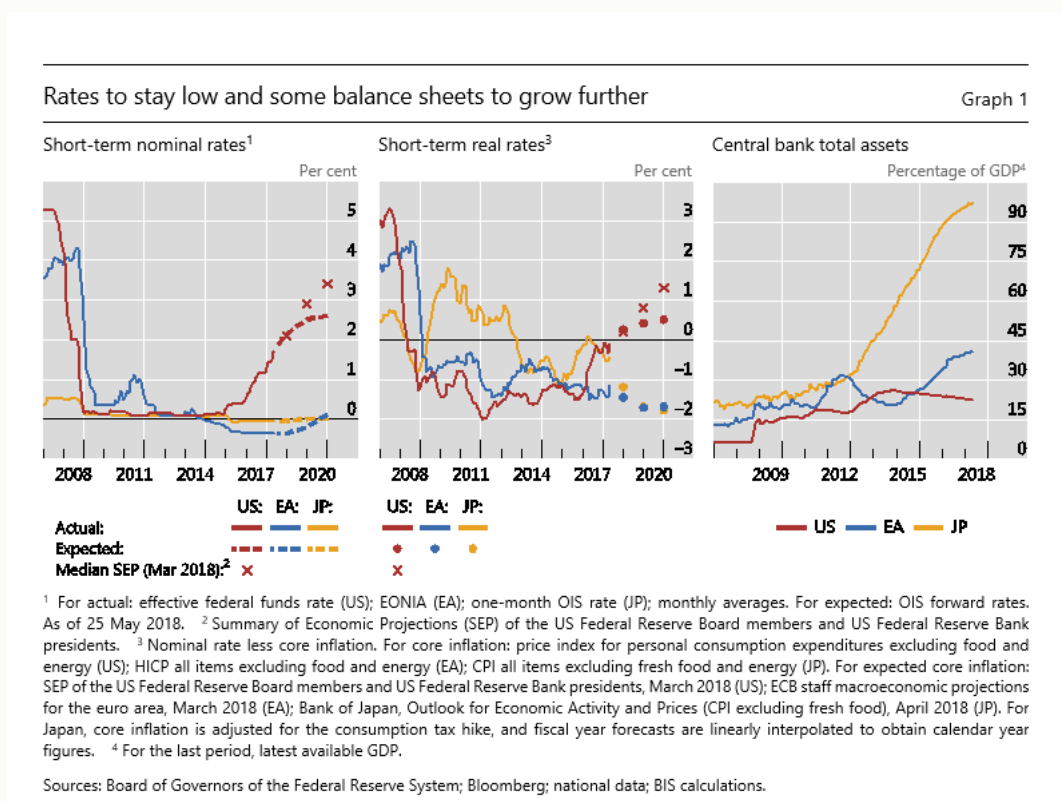 Rates to stay low and some balance sheets to grow further
Graph 1
Short-term nominal rates1
Short-term real rates3
Central bank total assets
Per cent
Per cent
Percentage of GDP4
5
4
3
2
1
0
2008 2011 2014 2017 2020
3
2
1
0
–1
–2
–3
2008 2011 2014 2017 2020
90
75
60
45
30
15
0
2009 2012 2015 2018
US: EA: JP:
Actual:
Expected:
Median SEP (Mar 2018):2
US: EA: JP:
US EA JP
1 For actual: effective federal funds rate (US); EONIA (EA); one-month OIS rate (JP); monthly averages. For expected: OIS forward rates.
As of 25 May 2018. 2 Summary of Economic Projections (SEP) of the US Federal Reserve Board members and US Federal Reserve Bank
presidents. 3 Nominal rate less core inflation. For core inflation: price index for personal consumption expenditures excluding food and
energy (US); HICP all items excluding food and energy (EA); CPI all items excluding fresh food and energy (JP). For expected core inflation:
SEP of the US Federal Reserve Board members and US Federal Reserve Bank presidents, March 2018 (US); ECB staff macroeconomic projections
for the euro area, March 2018 (EA); Bank of Japan, Outlook for Economic Activity and Prices (CPI excluding fresh food), April 2018 (JP). For
Japan, core inflation is adjusted for the consumption tax hike, and fiscal year forecasts are linearly interpolated to obtain calendar year
figures. 4 For the last period, latest available GDP.
Sources: Board of Governors of the Federal Reserve System; Bloomberg; national data; BIS calculations.